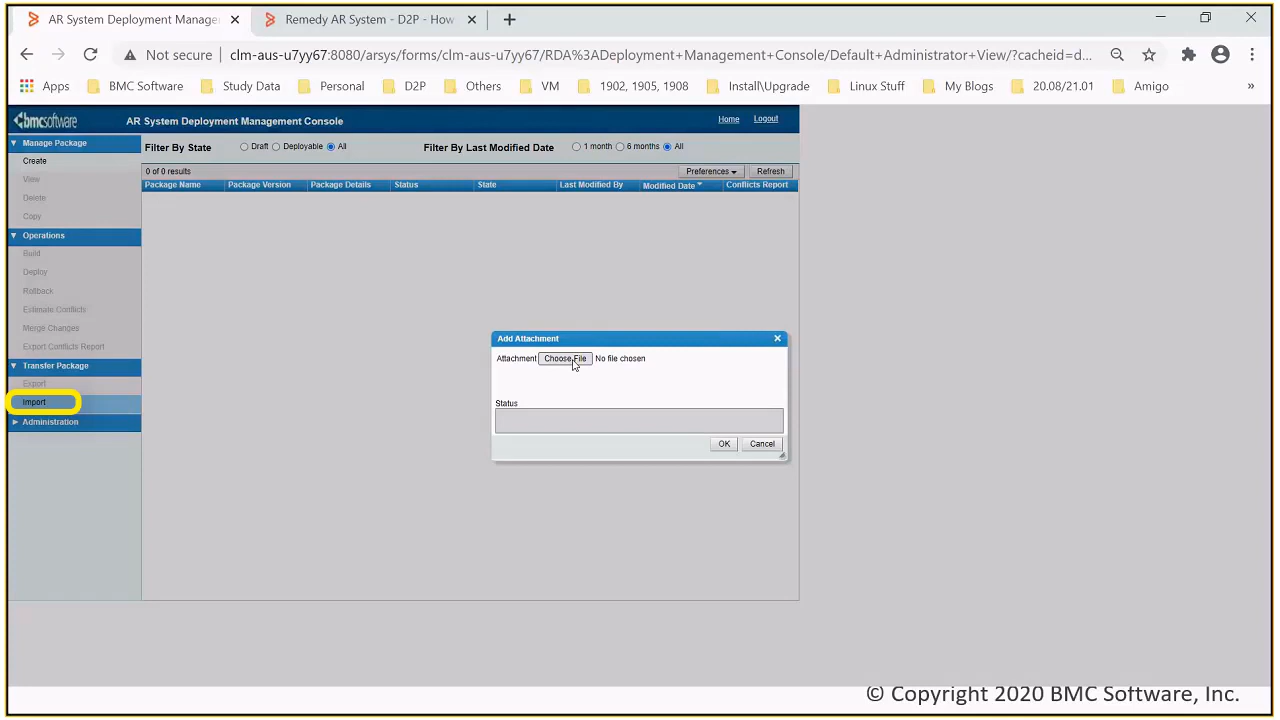 AR System Deployment Manage
Remedy AR System - D2P - How
Not secure
clm-aus-u7yy67:8080/arsys/forms/clm-aus-u7yy67/RDA%3ADeployment+Management+Console/Default+Administrator+View/?cacheid=d...
Apps BMC Software Study Data Personal D2P Others VM 1902, 1905, 1908 Install\Upgrade Linux Stuff My Blogs 20.08/21.01 Amigo »
bmcsoftware AR System Deployment Management Console Home Logout
Manage Package
Create
View
Delete
Copy
Operations
Build
Deploy
Rollback
Estimate Conflicts
Merge Changes
Export Conflicts Report
Transfer Package
Export
Import
Administration
Filter By State Draft Deployable All Filter By Last Modified Date 1 month 6 months All
0 of 0 results Preferences Refresh
Package Name Package Version Package Details Status State Last Modified By Modified Date Conflicts Report
Add Attachment
Attachment Choose File No file chosen
Status
OK Cancel
© Copyright 2020 BMC Software, Inc.